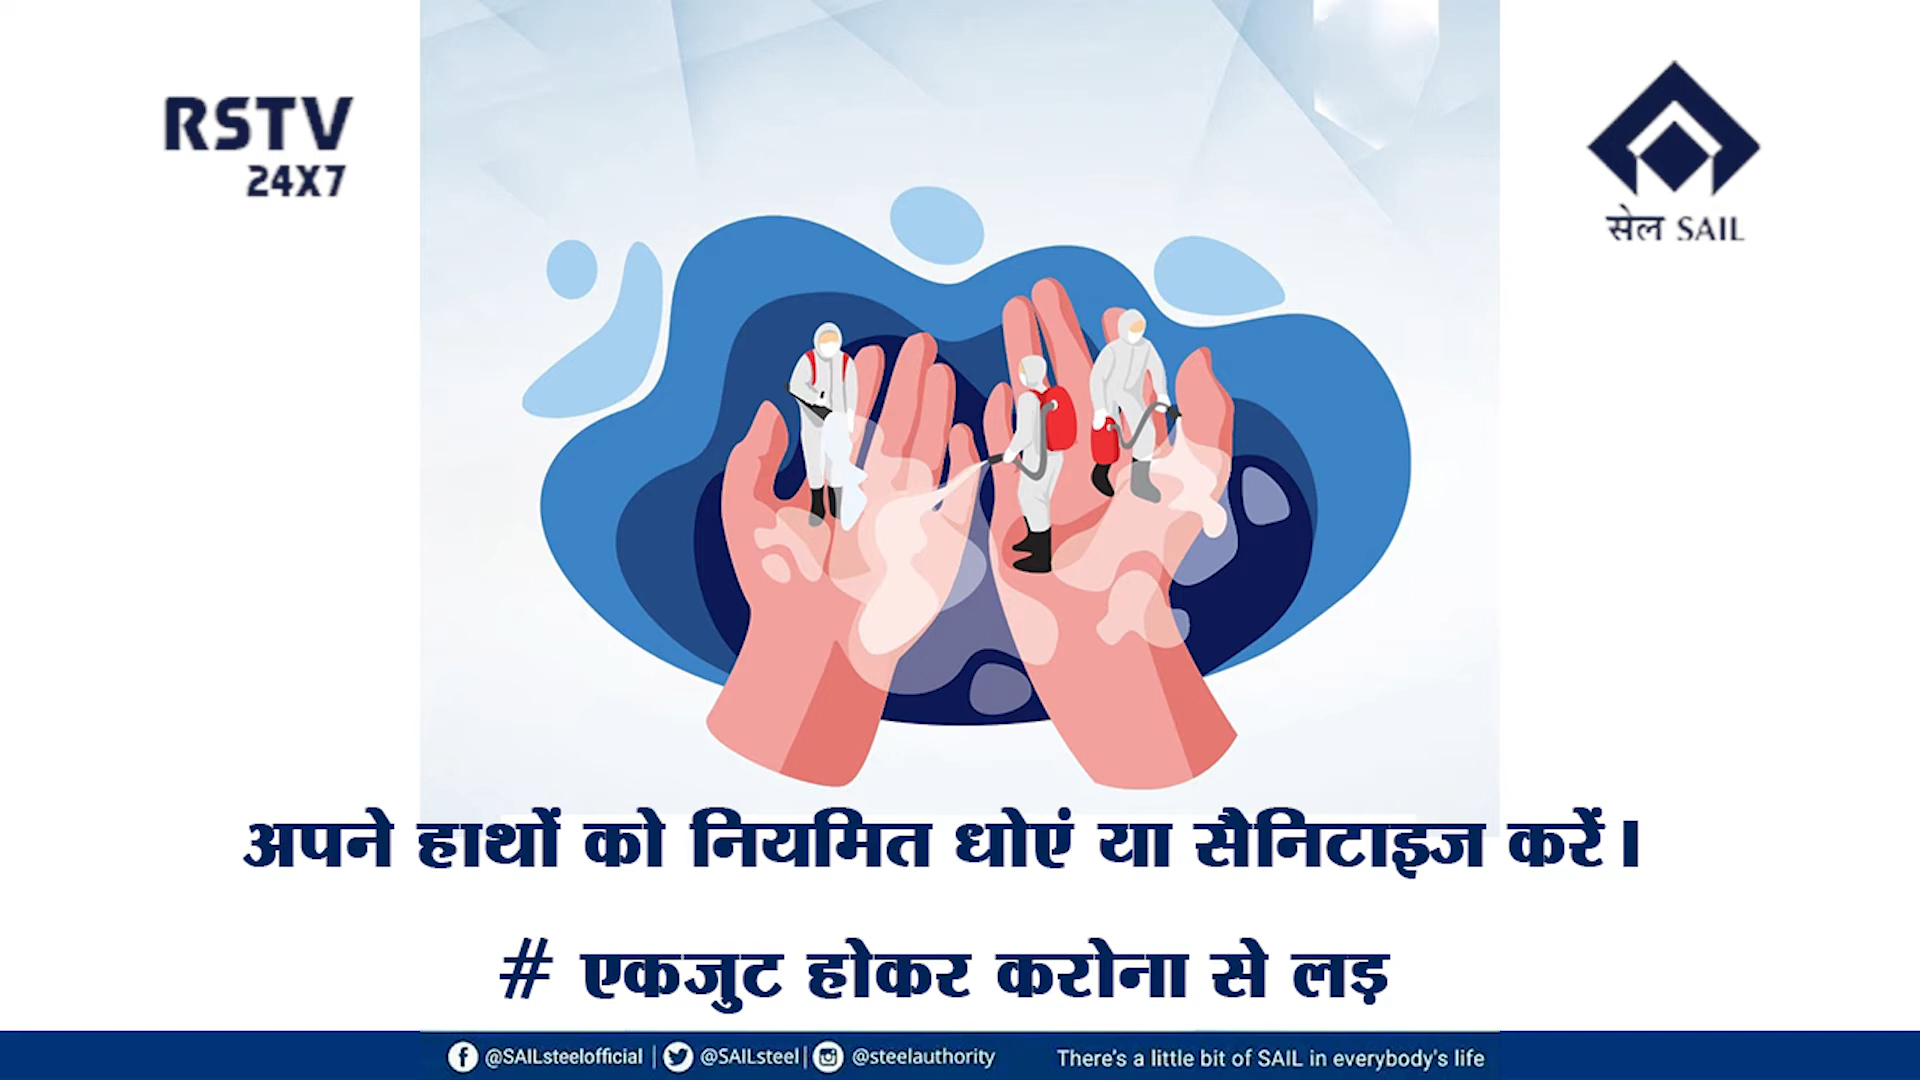 RSTV
24X7
सेल SAIL
अपने हाथों को नियमित धोएं या सैनिटाइज करें।
# एकजुट होकर करोना से लड़
@SAILsteelofficial | @SAILsteel | @steelauthority There's a little bit of SAIL in everybody's life